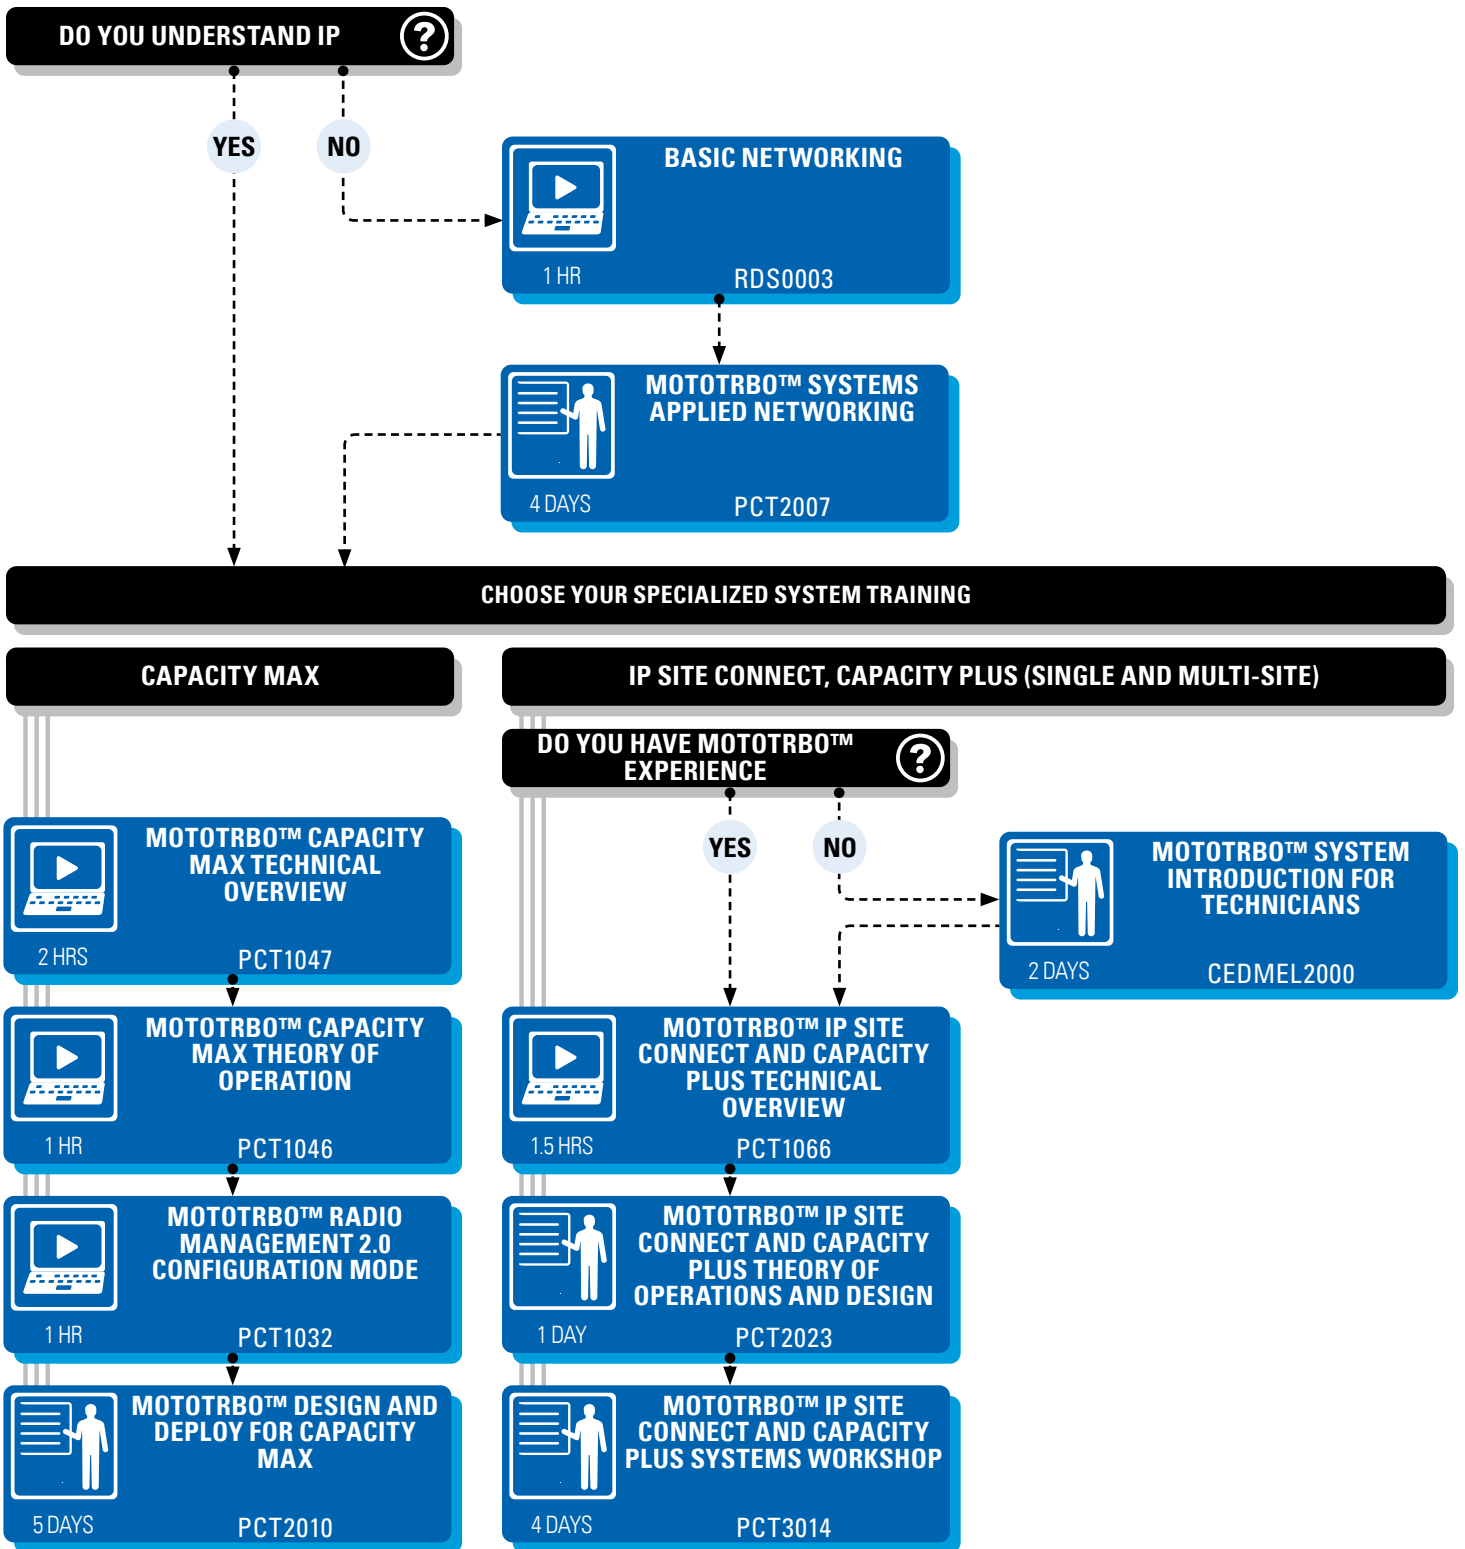 DO YOU UNDERSTAND IP
?
YES
NO
BASIC NETWORKING
1 HR
RDS0003
MOTOTRBO™ SYSTEMS
APPLIED NETWORKING
4 DAYS
PCT2007
CHOOSE YOUR SPECIALIZED SYSTEM TRAINING
CAPACITY MAX
MOTOTRBO™ CAPACITY
MAX TECHNICAL
OVERVIEW
2 HRS
PCT1047
MOTOTRBO™ CAPACITY
MAX THEORY OF
OPERATION
1 HR
PCT1046
MOTOTRBO™ RADIO
MANAGEMENT 2.0
CONFIGURATION MODE
1 HR
PCT1032
MOTOTRBO™ DESIGN AND
DEPLOY FOR CAPACITY
MAX
5 DAYS
PCT2010
IP SITE CONNECT, CAPACITY PLUS (SINGLE AND MULTI-SITE)
DO YOU HAVE MOTOTRBO™
EXPERIENCE
?
YES
NO
MOTOTRBO™ SYSTEM
INTRODUCTION FOR
TECHNICIANS
2 DAYS
CEDMEL2000
MOTOTRBO™ IP SITE
CONNECT AND CAPACITY
PLUS TECHNICAL
OVERVIEW
1.5 HRS
PCT1066
MOTOTRBO™ IP SITE
CONNECT AND CAPACITY
PLUS THEORY OF
OPERATIONS AND DESIGN
1 DAY
PCT2023
MOTOTRBO™ IP SITE
CONNECT AND CAPACITY
PLUS SYSTEMS WORKSHOP
4 DAYS
PCT3014